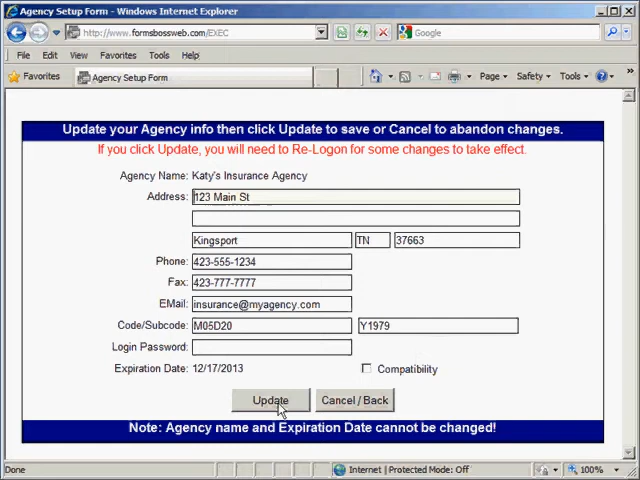 Agency Setup Form - Windows Internet Explorer
http://www.formsbossweb.com/EXEC
Google
File Edit View Favorites Tools Help
Favorites Agency Setup Form Page Safety Tools
Update your Agency info then click Update to save or Cancel to abandon changes.
If you click Update, you will need to Re-Logon for some changes to take effect.
Agency Name: Katy's Insurance Agency
Address: 123 Main St
Kingsport TN 37663
Phone: 423-555-1234
Fax: 423-777-7777
EMail: insurance@myagency.com
Code/Subcode: M05D20 Y1979
Login Password:
Expiration Date: 12/17/2013 Compatibility
Update Cancel / Back
Note: Agency name and Expiration Date cannot be changed!
Done Internet | Protected Mode: Off 100%